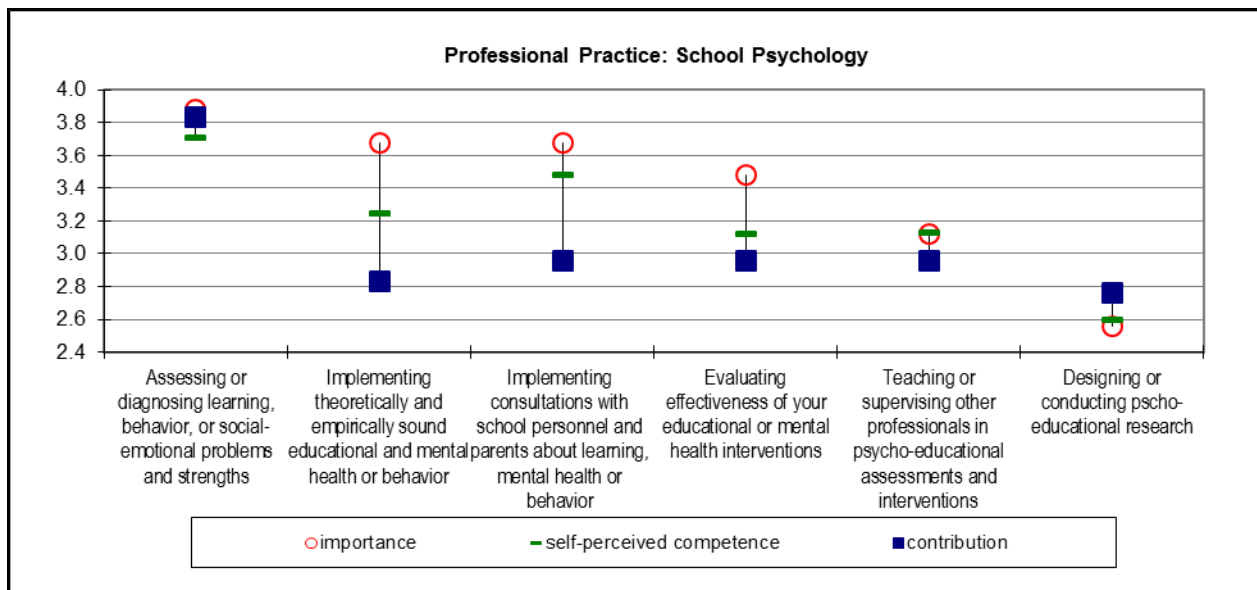 Professional Practice: School Psychology
4.0
3.8
3.6
3.4
3.2
3.0
2.8
2.6
2.4
Assessing or
diagnosing learning,
behavior, or social-
emotional problems
and strengths
Implementing
theoretically and
empirically sound
educational and mental
health or behavior
Implementing
consultations with
school personnel and
parents about learning,
mental health or
behavior
Evaluating
effectiveness of your
educational or mental
health interventions
Teaching or
supervising other
professionals in
psycho-educational
assessments and
interventions
Designing or
conducting pscho-
educational research
importance
self-perceived competence
contribution